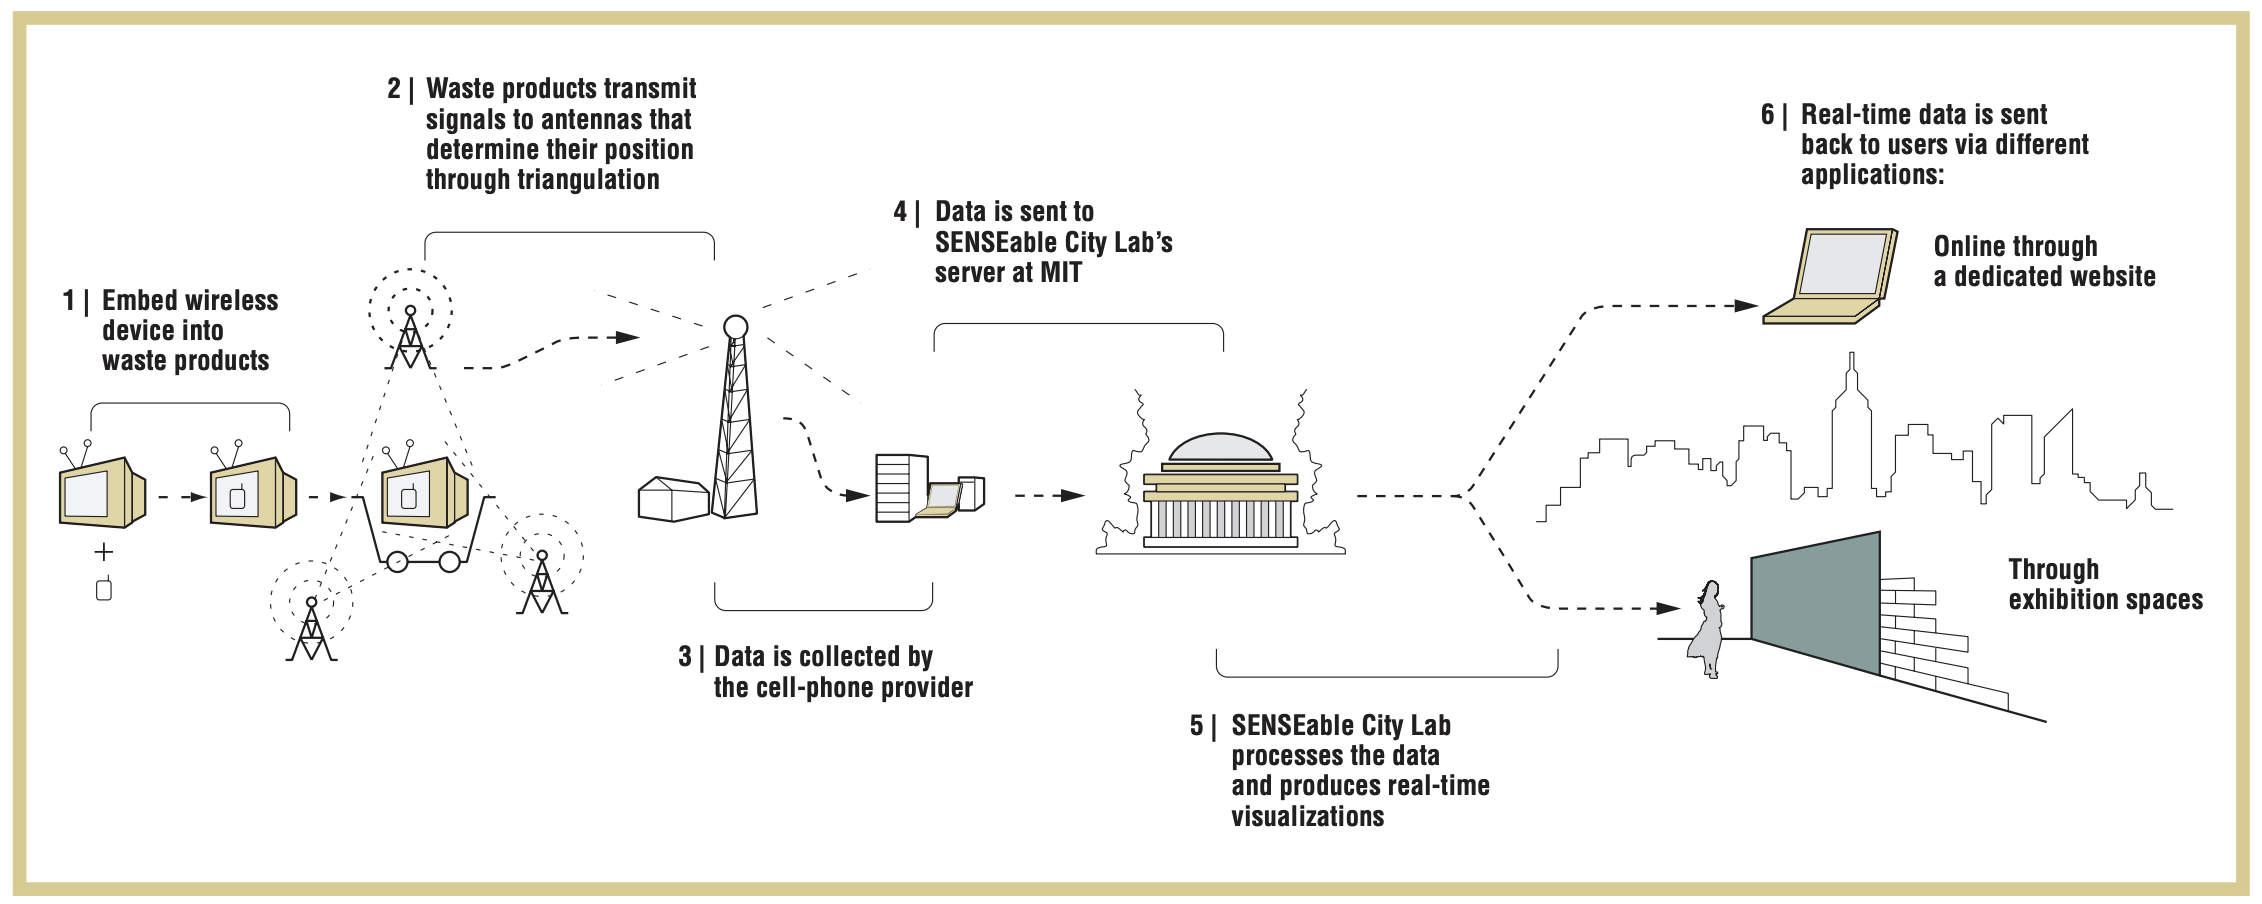 1 | Embed wireless
device into
waste products
2 | Waste products transmit
signals to antennas that
determine their position
through triangulation
3 | Data is collected by
the cell-phone provider
4 | Data is sent to
SENSEable City Lab’s
server at MIT
5 | SENSEable City Lab
processes the data
and produces real-time
visualizations
6 | Real-time data is sent
back to users via different
applications:
Online through
a dedicated website
Through
exhibition spaces